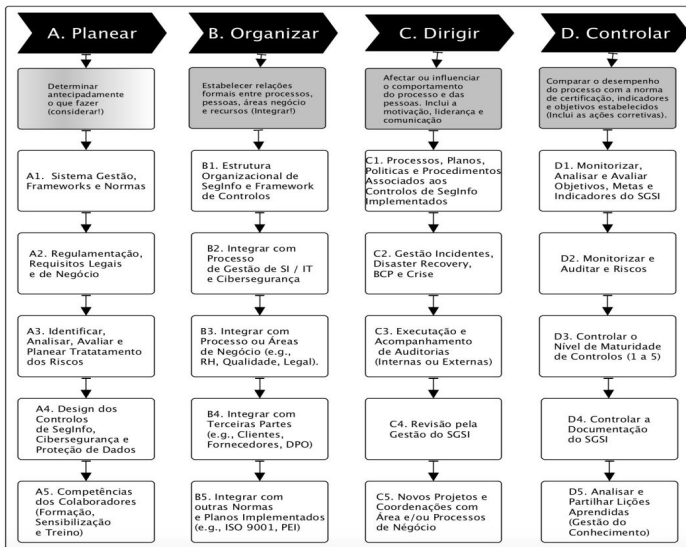 A. Planear
Determinar
antecipadamente
o que fazer
(considerar!)
A1. Sistema Gestão,
Frameworks e Normas
A2. Regulamentação,
Requisitos Legais
e de Negócio
A3. Identificar,
Analisar, Avaliar e
Planear Tratatamento
dos Riscos
A4. Design dos
Controlos
de SegInfo,
Cibersegurança e
Proteção de Dados
A5. Competências
dos Colaboradores
(Formação,
Sensibilização
e Treino)
B. Organizar
Estabelecer relações
formais entre processos,
pessoas, áreas negócio
e recursos (Integrar!)
B1. Estrutura
Organizacional de
SegInfo e Framework
de Controlos
B2. Integrar com
Processo
de Gestão de SI / IT
e Cibersegurança
B3. Integrar com
Processo ou Áreas
de Negócio (e.g.,
RH, Qualidade, Legal).
B4. Integrar com
Terceiras Partes
(e.g., Clientes,
Fornecedores, DPO)
B5. Integrar com
outras Normas
e Planos Implementados
(e.g., ISO 9001, PEI)
C. Dirigir
Afectar ou influenciar
o comportamento
do processo e das
pessoas. Inclui a
motivação, liderança e
comunicação
C1. Processos, Planos,
Politicas e Procedimentos
Associados aos
Controlos de SegInfo
Implementados
C2. Gestão Incidentes,
Disaster Recovery,
BCP e Crise
C3. Executação e
Acompanhamento
de Auditorias
(Internas ou Externas)
C4. Revisão pela
Gestão do SGSI
C5. Novos Projetos e
Coordenações com
Área e/ou Processos
de Négócio
D. Controlar
Comparar o desempenho
do processo com a norma
de certificação, indicadores
e objetivos estabelecidos
(Inclui as ações corretivas).
D1. Monitorizar,
Analisar e Avaliar
Objetivos, Metas e
Indicadores do SGSI
D2. Monitorizar e
Auditar e Riscos
D3. Controlar o
Nível de Maturidade
de Controlos (1 a 5)
D4. Controlar a
Documentação
do SGSI
D5. Analisar e
Partilhar Lições
Aprendidas
(Gestão do
Conhecimento)